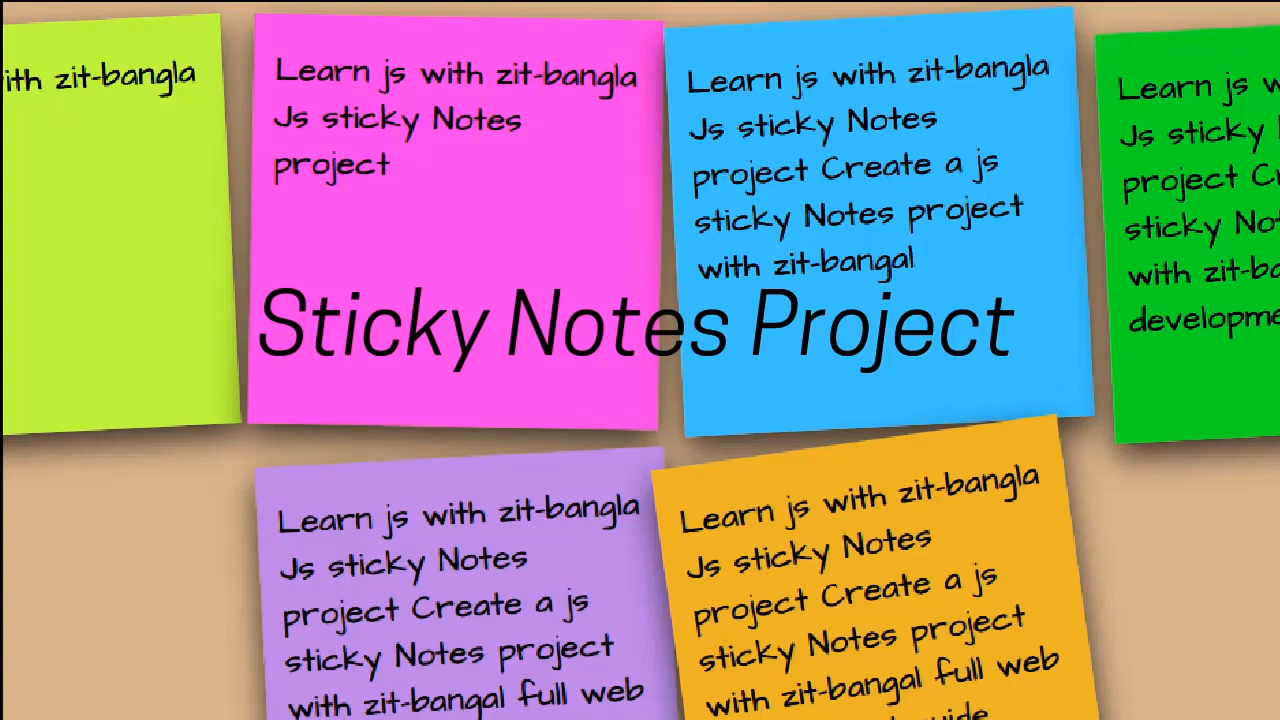 with zit-bangla
Learn js with zit-bangla
Js sticky Notes
project
Learn js with zit-bangla
Js sticky Notes
project Create a js
sticky Notes project
with zit-bangal
Learn js
Js sticky
project
sticky
with
Sticky Notes Project
Learn js with zit-bangla
Js sticky Notes
project Create a js
sticky Notes project
with zit-bangal full web
Learn js with zit-bangla
Js sticky Notes
project Create a js
sticky Notes project
with zit-bangal full web